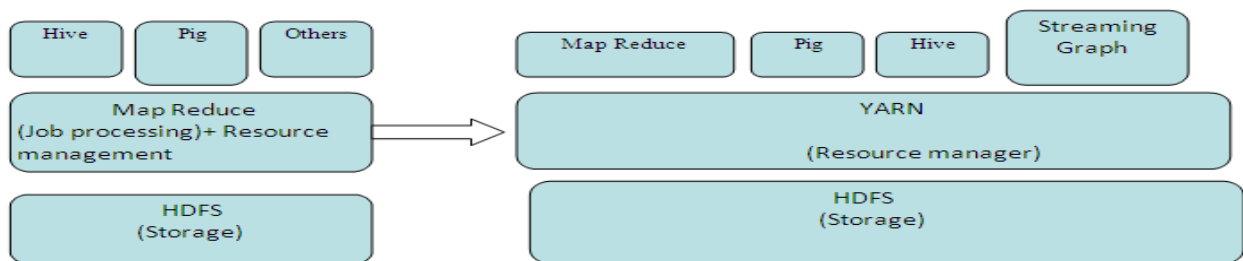 Hive
Pig
Others
Map Reduce
(Job processing)+ Resource
management
HDFS
(Storage)
Map Reduce
Pig
Hive
Streaming
Graph
YARN
(Resource manager)
HDFS
(Storage)